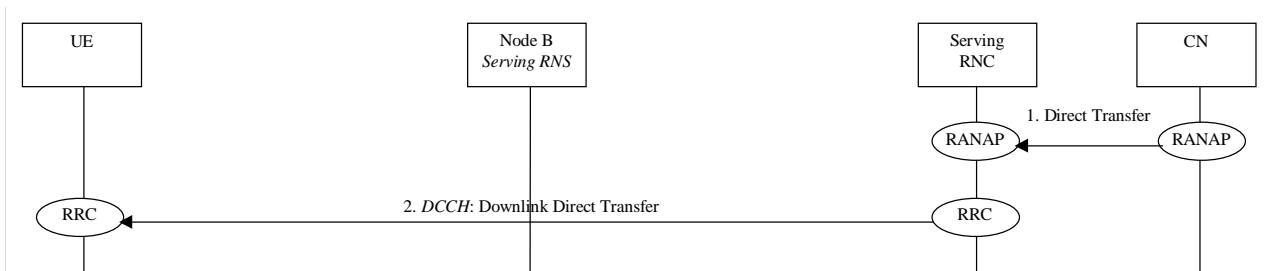 UE
Node B
Serving RNS
Serving
RNC
CN
1. Direct Transfer
RANAP
RANAP
RRC
2. DCCH: Downlink Direct Transfer
RRC